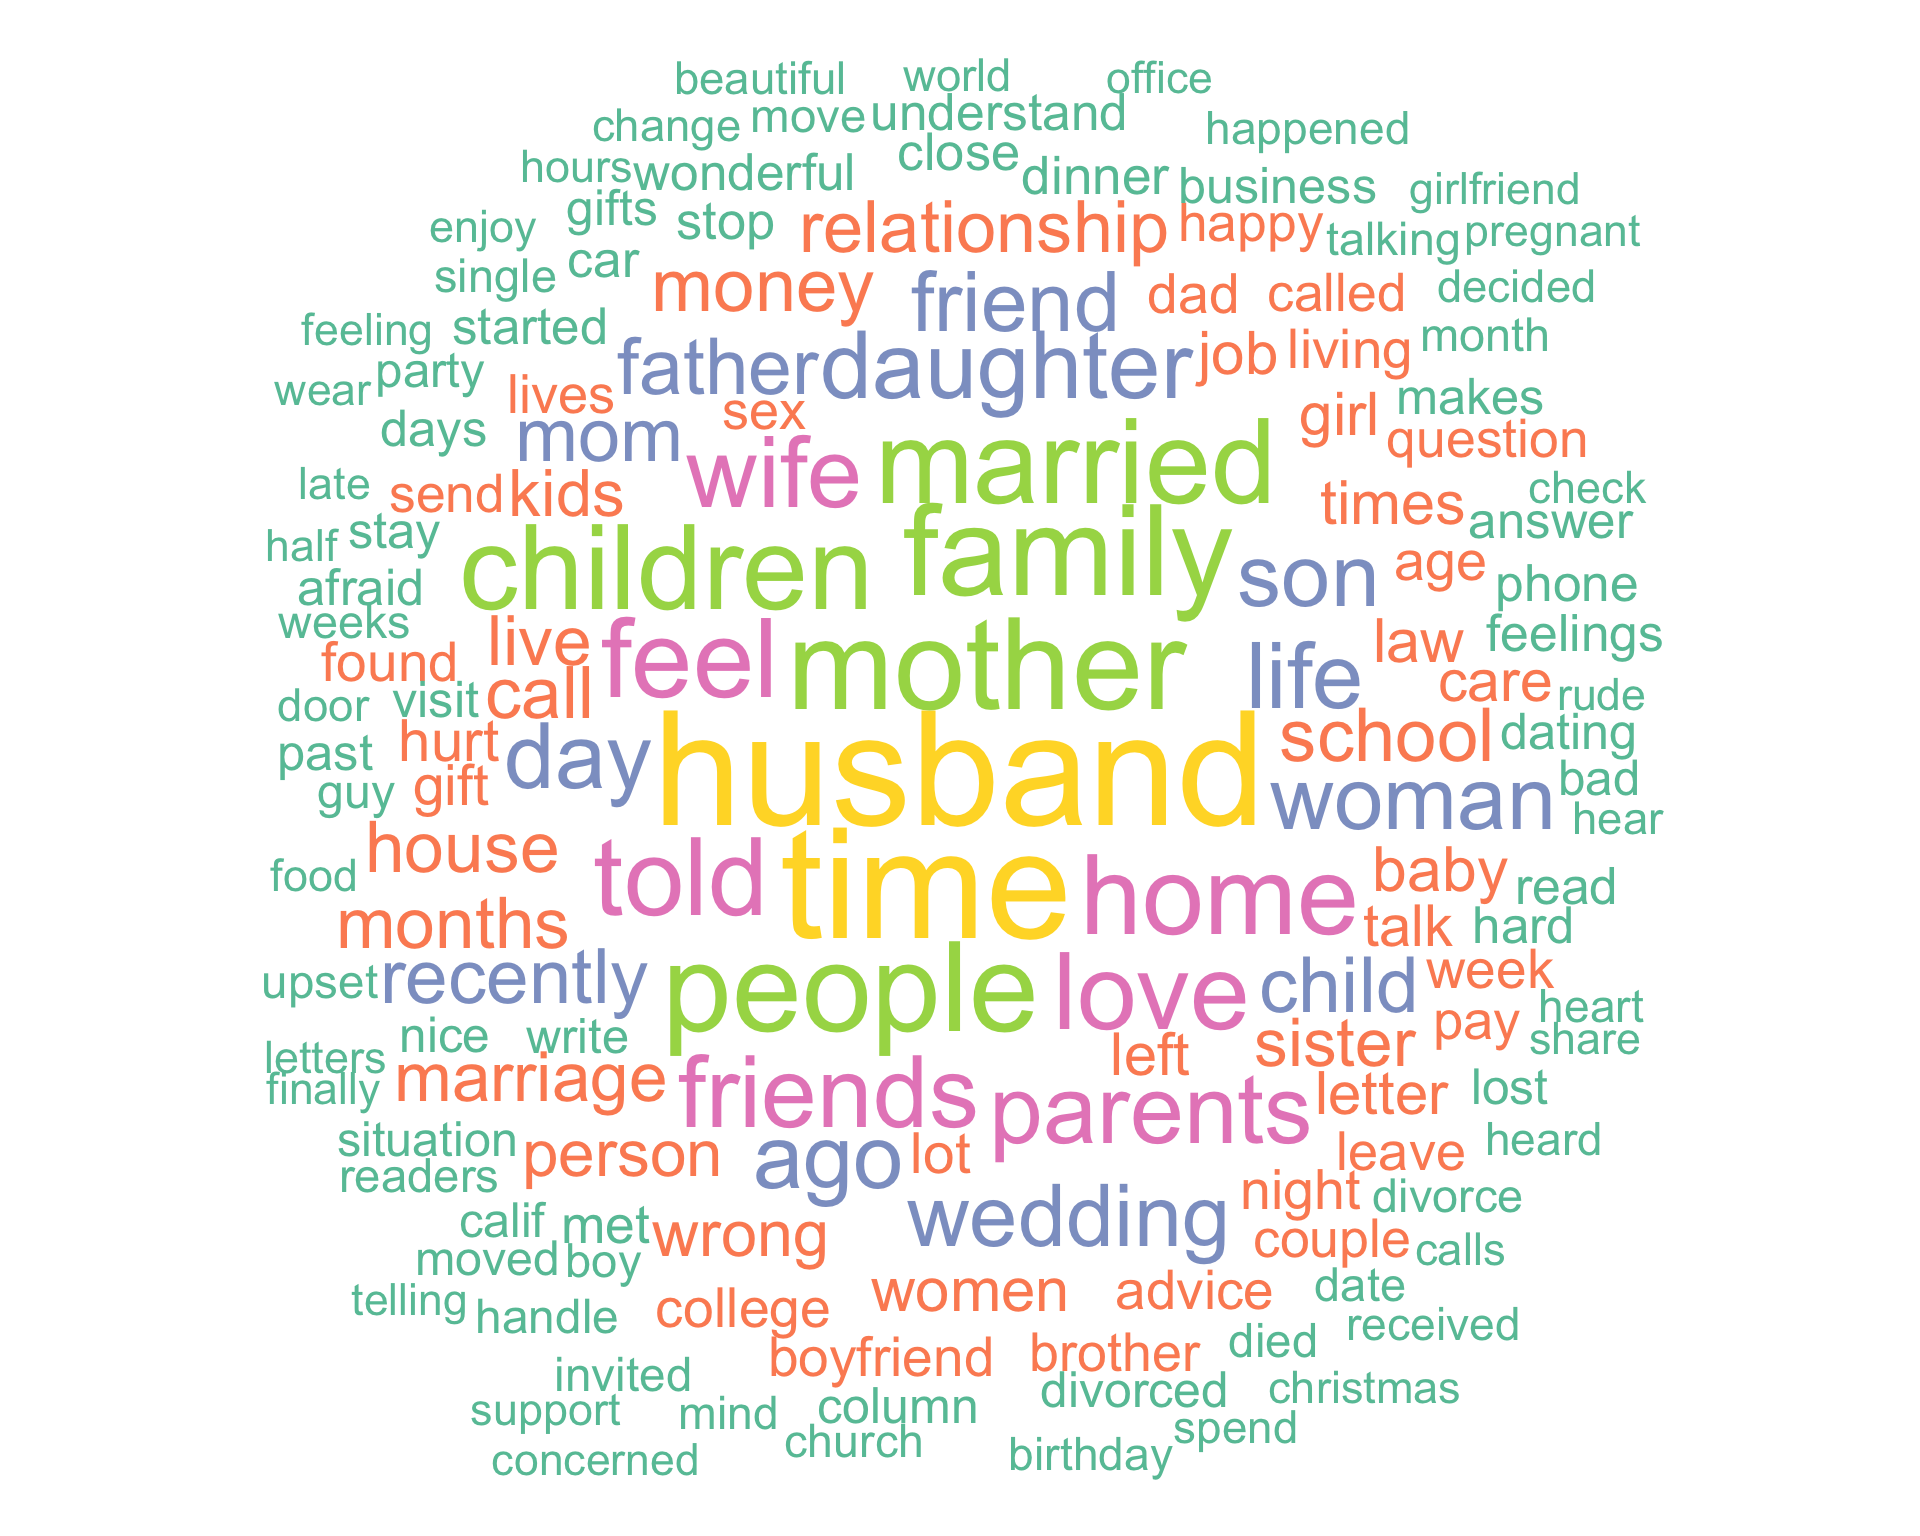 beautiful world office
change move understand happened
hours wonderful close dinner business girlfriend
enjoy gifts stop relationship happy talking pregnant
single car money friend dad called decided
feeling started father daughter job living month
wear party lives sex girl makes
days mom wife married question
late send kids times check
half stay children family son age answer
afraid phone
weeks live feel mother life law feelings
found call care rude
door visit school dating
past hurt day husband woman bad
guy gift hear
house told time home baby read
food
months talk hard
upset recently people love child week
nice write heart
letters left sister pay share
finally marriage friends parents letter lost
situation person ago lot leave heard
readers night divorce
calif met wrong wedding couple calls
moved boy
telling handle college women advice date received
boyfriend brother died
invited divorced christmas
support mind column spend
concerned church birthday